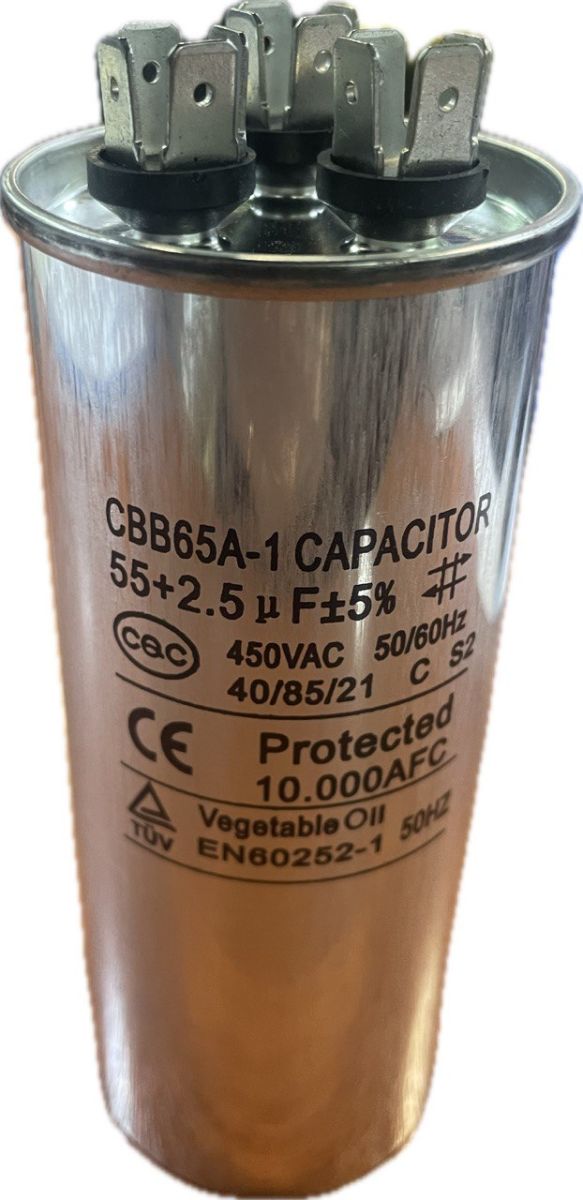 CBB65A-1 CAPACITOR
55+2.5 μF±5%
CQC 450VAC 50/60Hz
40/85/21 C S2
CE Protected
10.000AFC
Vegetable Oil 50HZ
TÜV EN60252-1